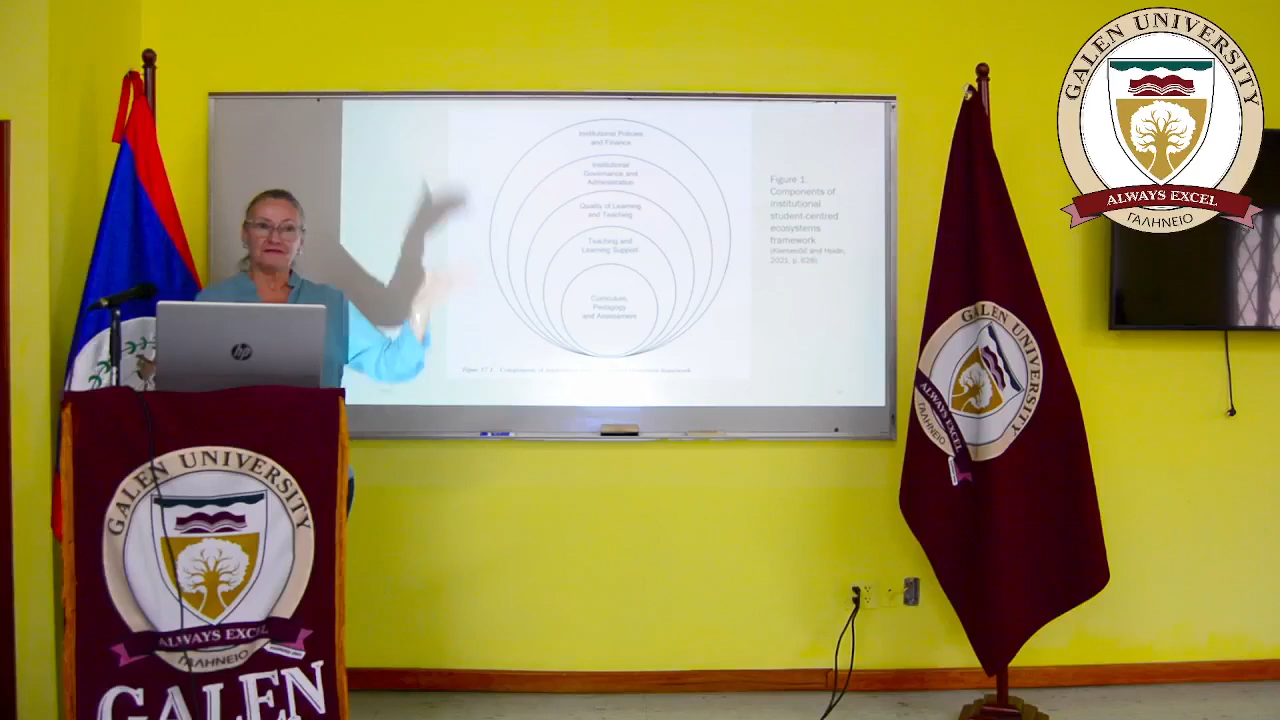 Institutional Policies
and Finance
Institutional
Governance and
Administration
Quality of Learning
and Teaching
Teaching and
Learning Support
Curriculum,
Pedagogy
and Assessment
Figure 1.
Components of
institutional
student-centred
ecosystems
framework
GALEN UNIVERSITY
ALWAYS EXCEL
ΓΑΛΗΝΕΙΟ
GALEN UNIVERSITY
ALWAYS EXCEL
ΓΑΛΗΝΕΙΟ
hp
GALEN UNIVERSITY
ALWAYS EXCEL
ΓΑΛΗΝΕΙΟ
GALEN